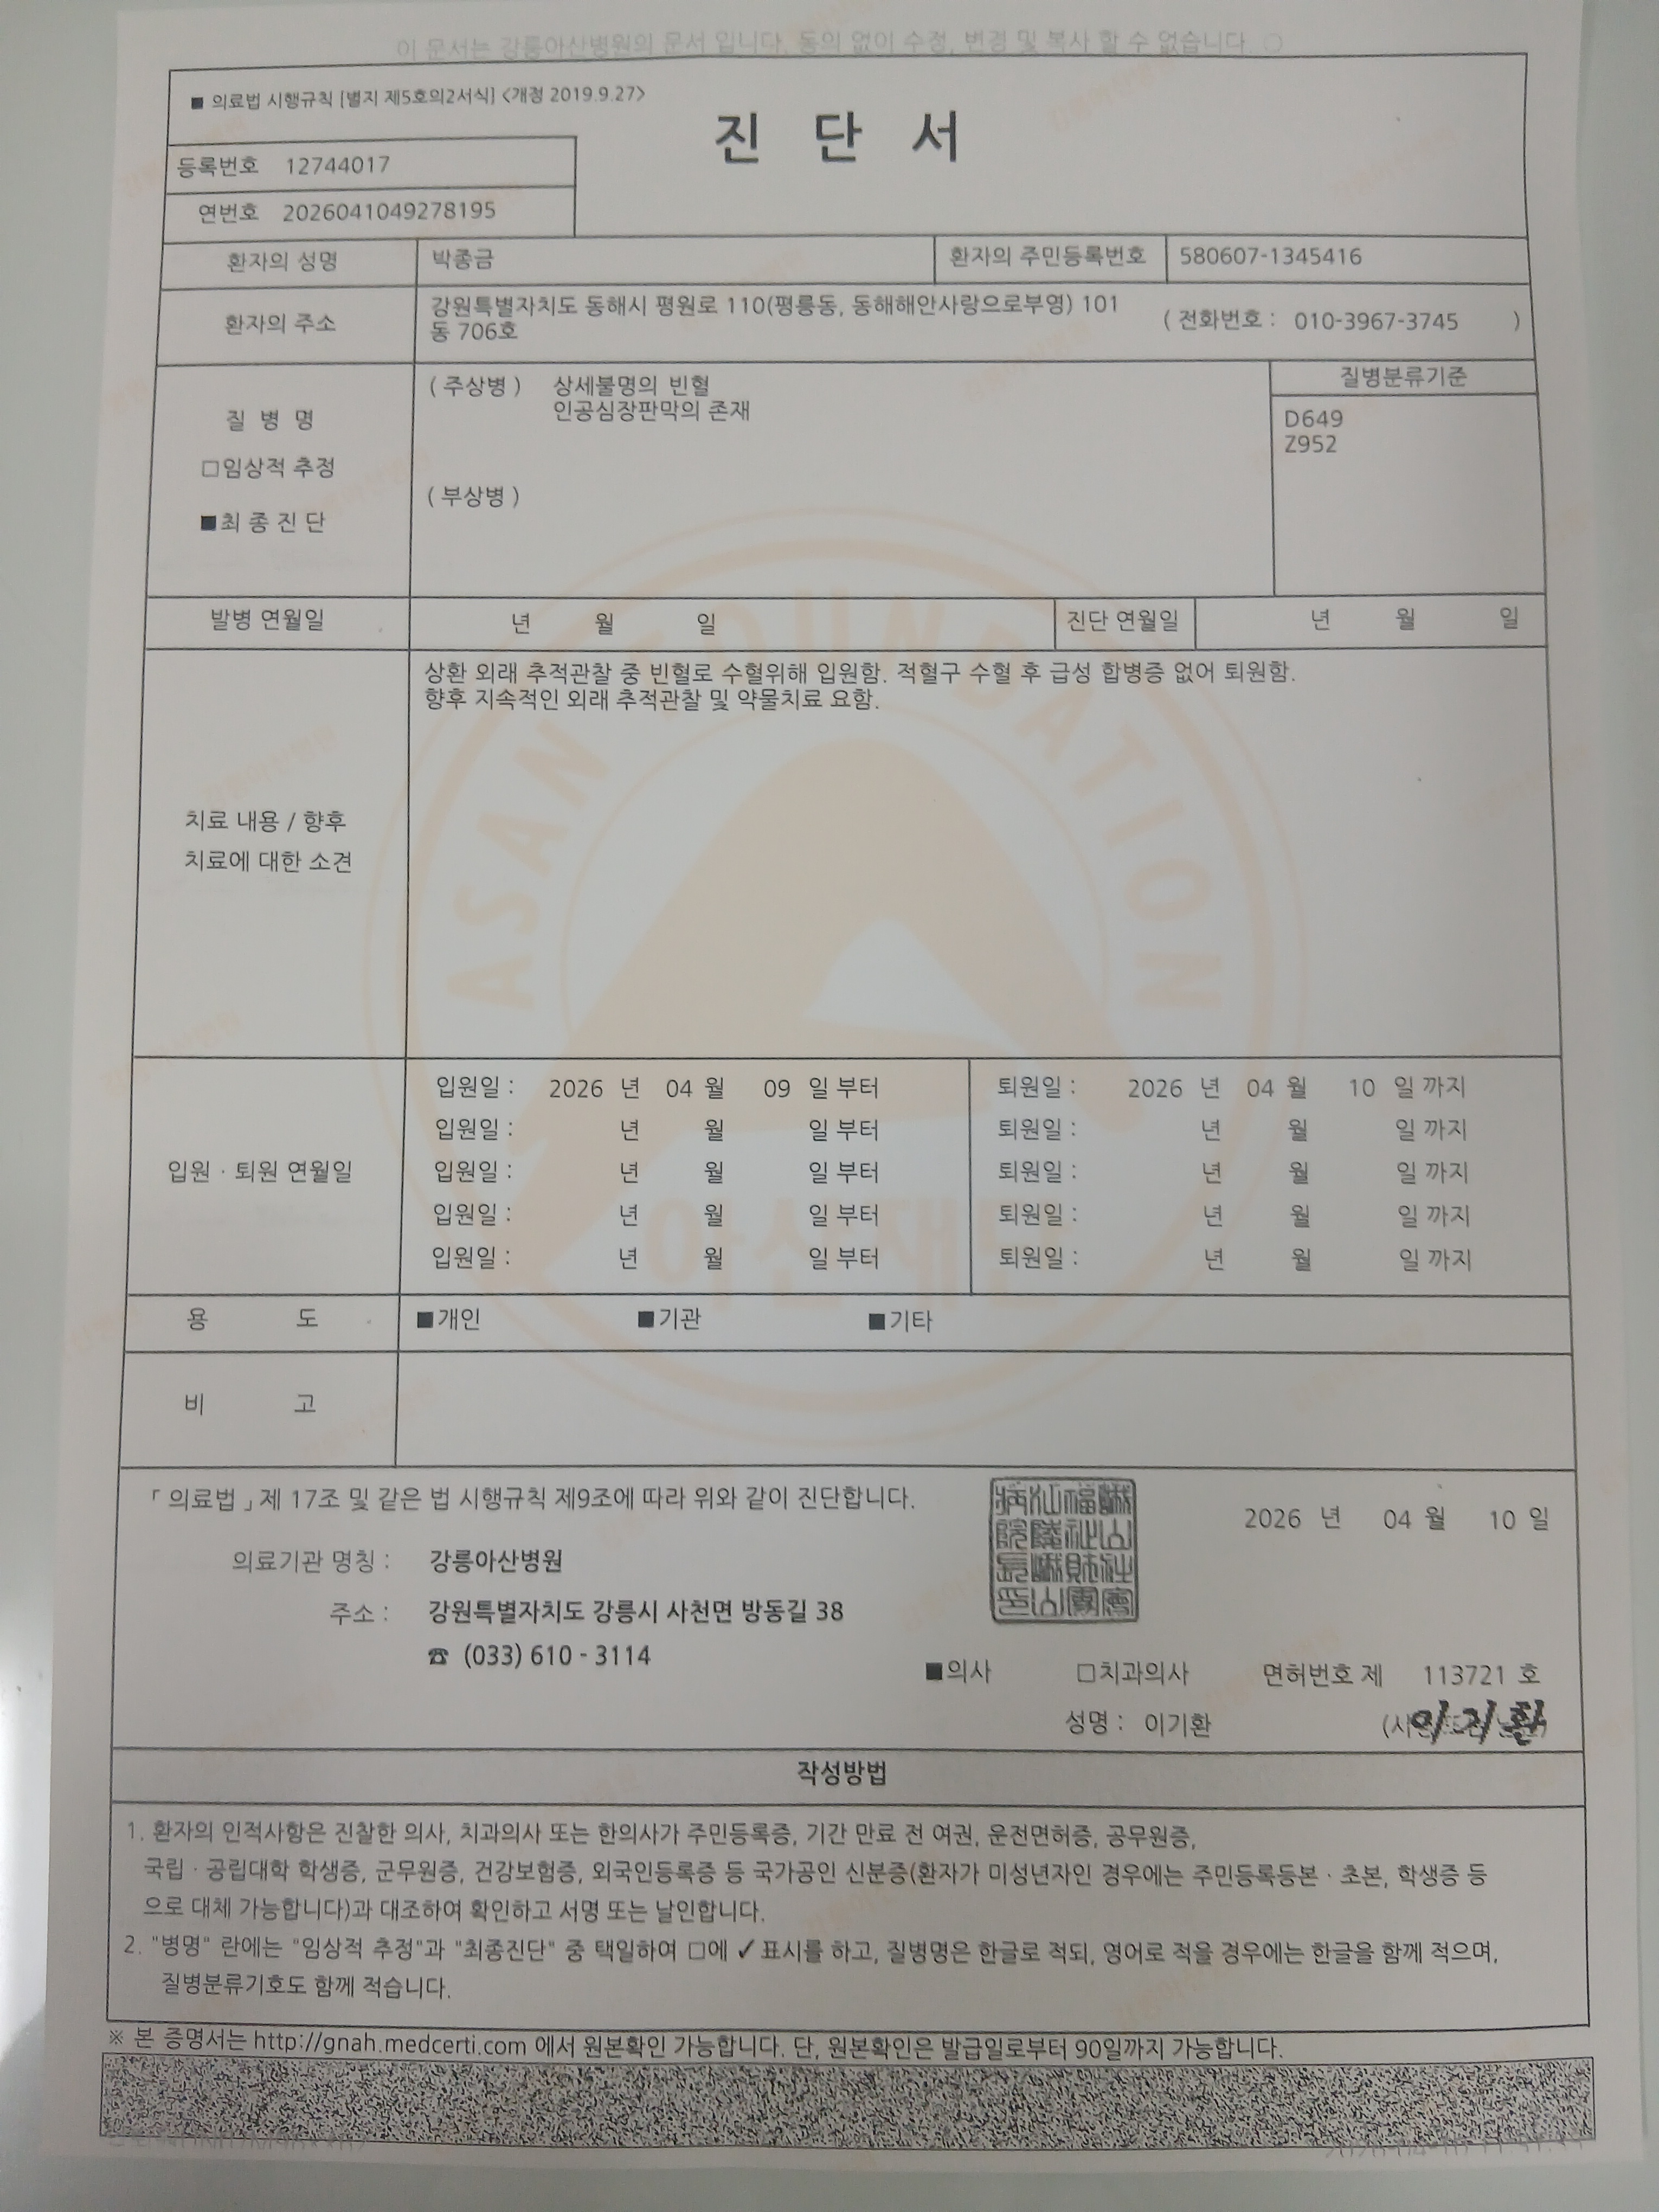 이 문서는 강릉아산병원의 문서 입니다. 동의 없이 수정, 변경 및 복사 할 수 없습니다.
■ 의료법 시행규칙 [별지 제5호의2서식] <개정 2019.9.27>
진 단 서
등록번호 12744017
연번호 2026041049278195
환자의 성명 박종금 환자의 주민등록번호 580607-1345416
환자의 주소 강원특별자치도 동해시 평원로 110(평릉동, 동해해안사랑으로부영) 101
동 706호 ( 전화번호 : 010-3967-3745 )
질 병 명
□임상적 추정
■최 종 진 단
( 주상병 ) 상세불명의 빈혈
인공심장판막의 존재
( 부상병 )
질병분류기준
D649
Z952
발병 연월일 년 월 일 진단 연월일 년 월 일
치료 내용 / 향후
치료에 대한 소견
상환 외래 추적관찰 중 빈혈로 수혈위해 입원함. 적혈구 수혈 후 급성 합병증 없어 퇴원함.
향후 지속적인 외래 추적관찰 및 약물치료 요함.
ASAN FOUNDATION
아산재단
입원 · 퇴원 연월일
입원일 : 2026 년 04 월 09 일 부터 퇴원일 : 2026 년 04 월 10 일 까지
입원일 : 년 월 일 부터 퇴원일 : 년 월 일 까지
입원일 : 년 월 일 부터 퇴원일 : 년 월 일 까지
입원일 : 년 월 일 부터 퇴원일 : 년 월 일 까지
입원일 : 년 월 일 부터 퇴원일 : 년 월 일 까지
용 도 ■개인 ■기관 ■기타
비 고
「 의료법 」제 17조 및 같은 법 시행규칙 제9조에 따라 위와 같이 진단합니다.
2026 년 04 월 10 일
의료기관 명칭 : 강릉아산병원
주소 : 강원특별자치도 강릉시 사천면 방동길 38
☎ (033) 610 - 3114
■의사 □치과의사 면허번호 제 113721 호
성명 : 이기환 이기환
작성방법
1. 환자의 인적사항은 진찰한 의사, 치과의사 또는 한의사가 주민등록증, 기간 만료 전 여권, 운전면허증, 공무원증,
국립 · 공립대학 학생증, 군무원증, 건강보험증, 외국인등록증 등 국가공인 신분증(환자가 미성년자인 경우에는 주민등록등본 · 초본, 학생증 등
으로 대체 가능합니다)과 대조하여 확인하고 서명 또는 날인합니다.
2. "병명" 란에는 "임상적 추정"과 "최종진단" 중 택일하여 □에 ✓표시를 하고, 질병명은 한글로 적되, 영어로 적을 경우에는 한글을 함께 적으며,
질병분류기호도 함께 적습니다.
※ 본 증명서는 http://gnah.medcerti.com 에서 원본확인 가능합니다. 단, 원본확인은 발급일로부터 90일까지 가능합니다.